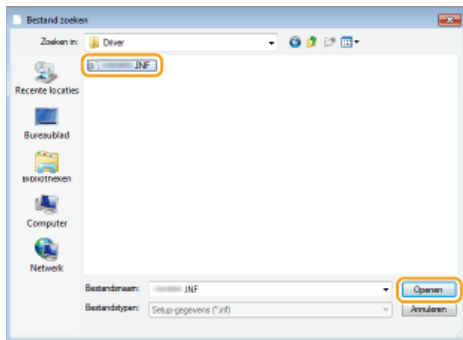 Bestand zoeken
Zoeken in:
Driver
.INF
Recente locaties
Bureaublad
Bibliotheken
Computer
Netwerk
Bestandsnaam:
.INF
Openen
Bestandstypen:
Setup-gegevens (*.inf)
Annuleren